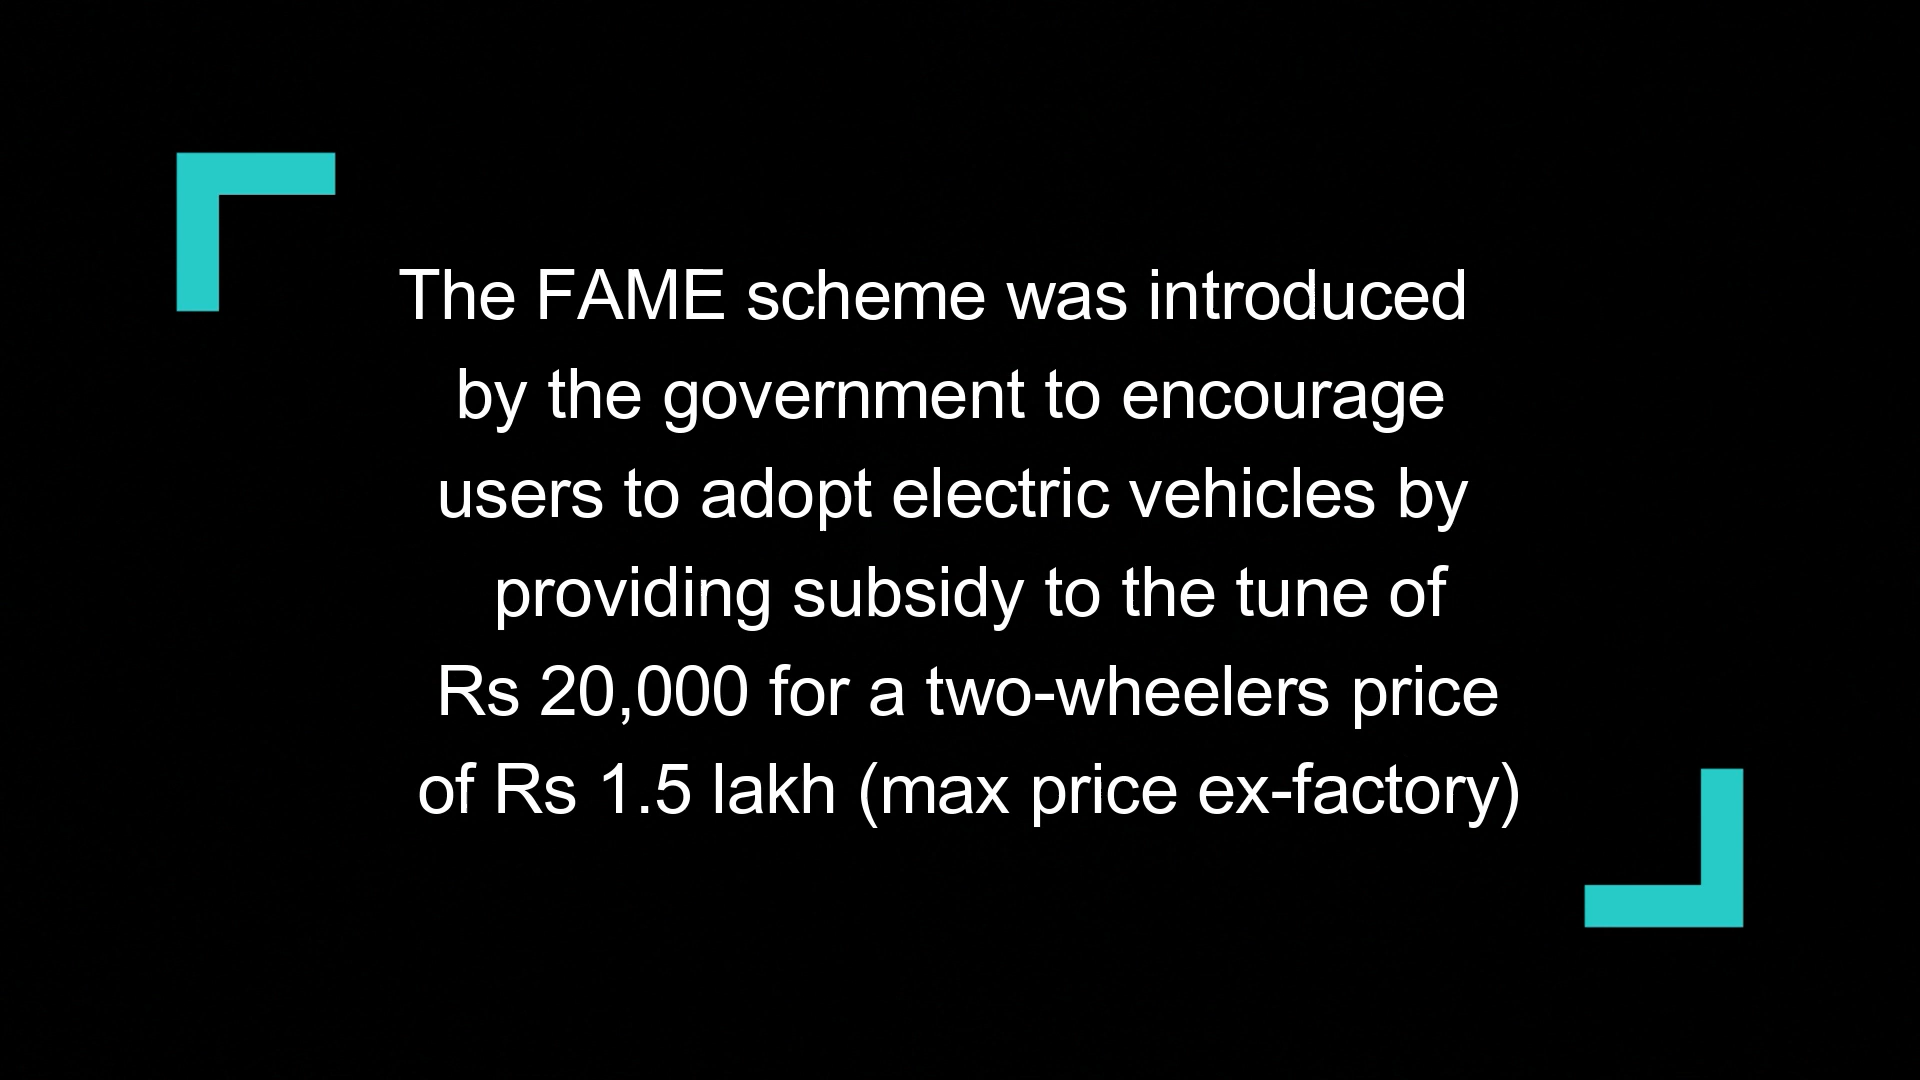 The FAME scheme was introduced
by the government to encourage
users to adopt electric vehicles by
providing subsidy to the tune of
Rs 20,000 for a two-wheelers price
of Rs 1.5 lakh (max price ex-factory)